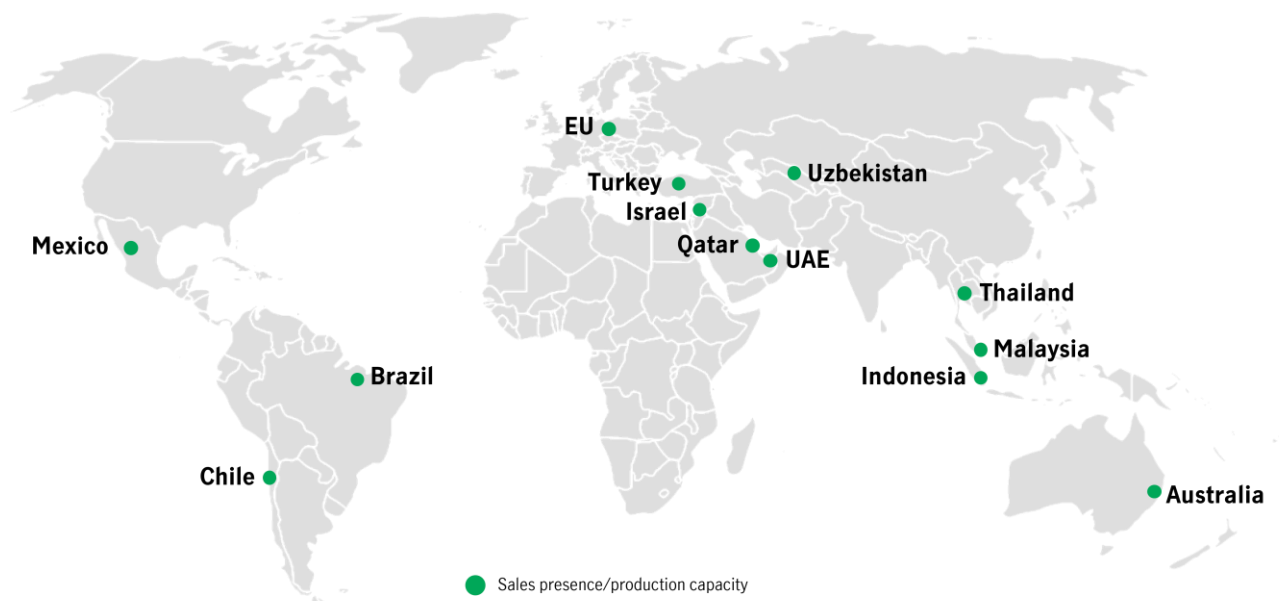 EU
Uzbekistan
Turkey
Israel
Mexico
Qatar
UAE
Thailand
Malaysia
Brazil
Indonesia
Chile
Australia
Sales presence/production capacity